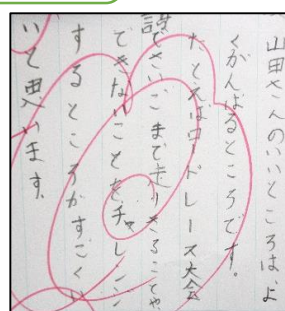 山田さんのいいところは、よ
くがんばるところです。
たとえばロードレース大会
でさいごまで走りきることや、
できないことをチャレンジ
するところがすごくい
いと思います。